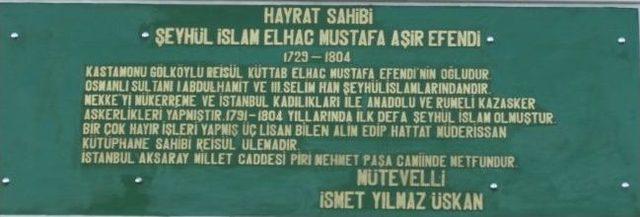 HAYRAT SAHİBİ
ŞEYHÜL İSLAM ELHAC MUSTAFA AŞIR EFENDİ
1729 - 1804
KASTAMONU GÖLKÖYLÜ REİSÜL KÜTTAB ELHAC MUSTAFA EFENDİ'NİN OĞLUDUR.
OSMANLI SULTANI I ABDULHAMİT VE III.SELİM HAN ŞEYHÜLİSLAMLARINDANDIR.
MEKKE'Yİ MÜKERREME VE İSTANBUL KADILIKLARI İLE ANADOLU VE RUMELİ KAZASKER
ASKERLİKLERİ YAPMIŞTIR. 1791-1804 YILLARINDA İLK DEFA ŞEYHÜL İSLAM OLMUŞTUR.
BİR ÇOK HAYIR İŞLERİ YAPMIŞ ÜÇ LİSAN BİLEN ALİM EDİP HATTAT MÜDERİSSAN
KÜTÜPHANE SAHİBİ REİSÜL ULEMADIR.
İSTANBUL AKSARAY MİLLET CADDESİ PİRİ MEHMET PAŞA CAMİİNDE METFUNDUR.
MÜTEVELLİ
İSMET YILMAZ ÜSKAN